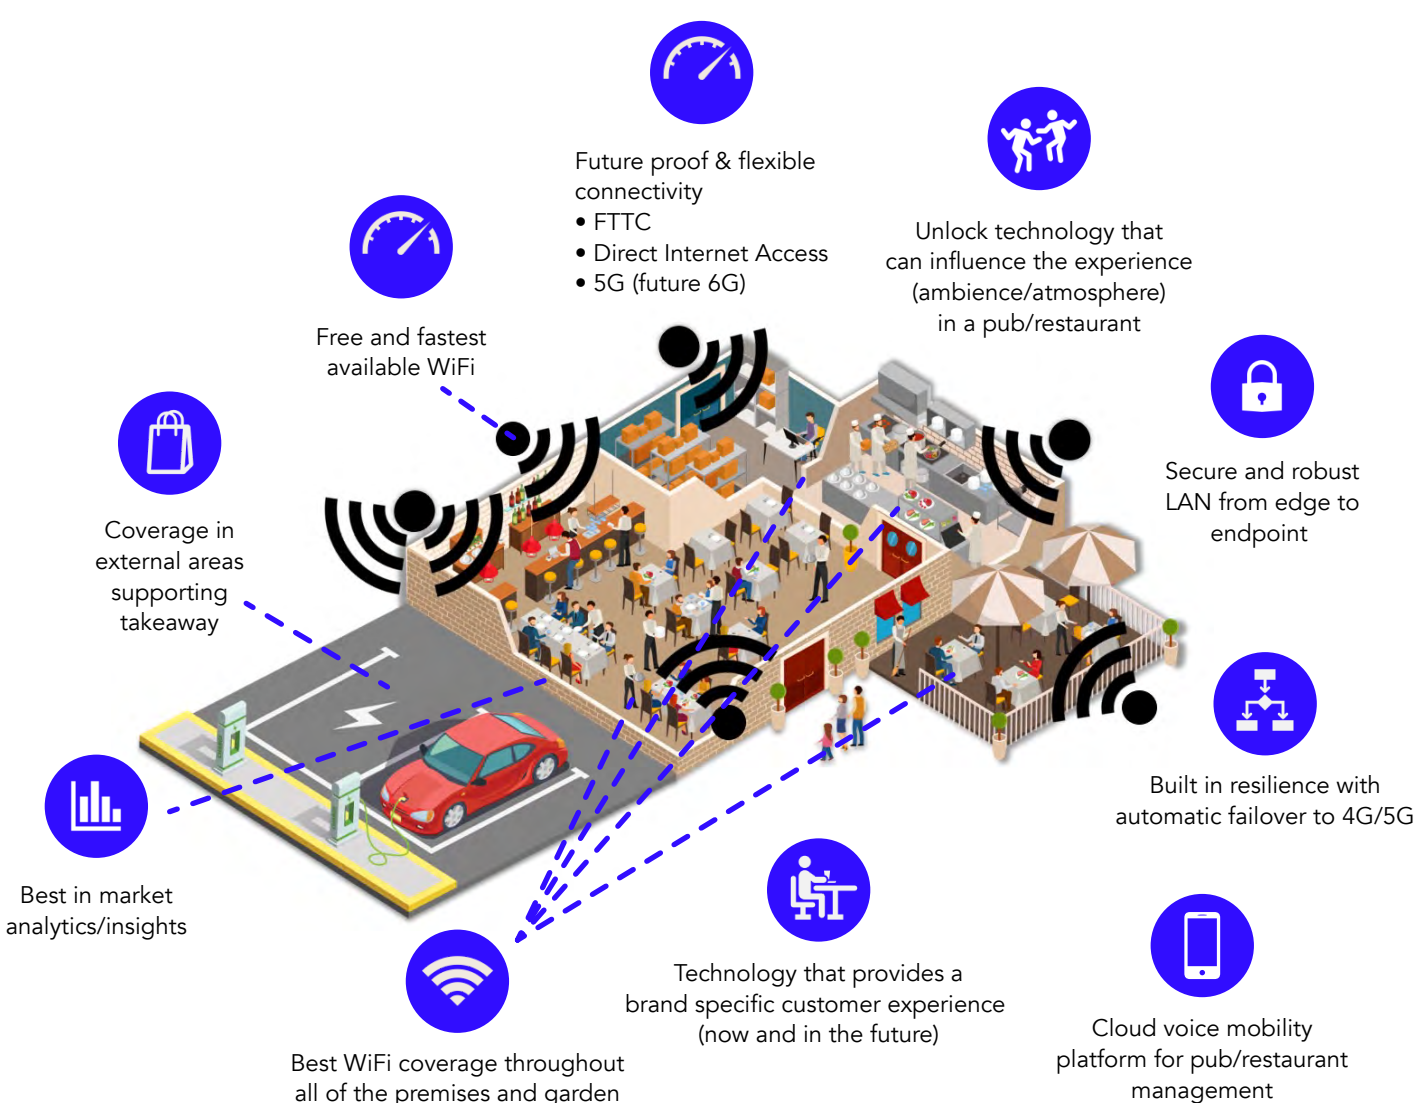 Future proof & flexible
connectivity
• FTTC
• Direct Internet Access
• 5G (future 6G)
Unlock technology that
can influence the experience
(ambience/atmosphere)
in a pub/restaurant
Free and fastest
available WiFi
Secure and robust
LAN from edge to
endpoint
Coverage in
external areas
supporting
takeaway
Built in resilience with
automatic failover to 4G/5G
Best in market
analytics/insights
Technology that provides a
brand specific customer experience
(now and in the future)
Cloud voice mobility
platform for pub/restaurant
management
Best WiFi coverage throughout
all of the premises and garden